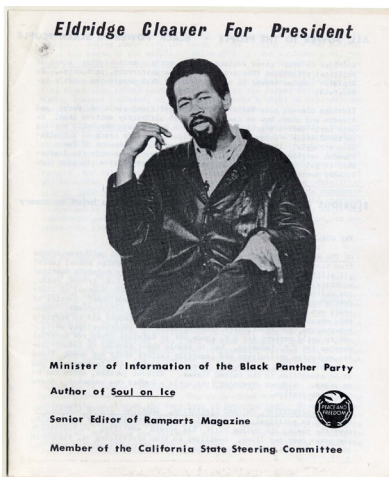 Eldridge Cleaver For President
Minister of Information of the Black Panther Party
Author of Soul on Ice
Senior Editor of Ramparts Magazine
PEACE AND
FREEDOM
Member of the California State Steering Committee